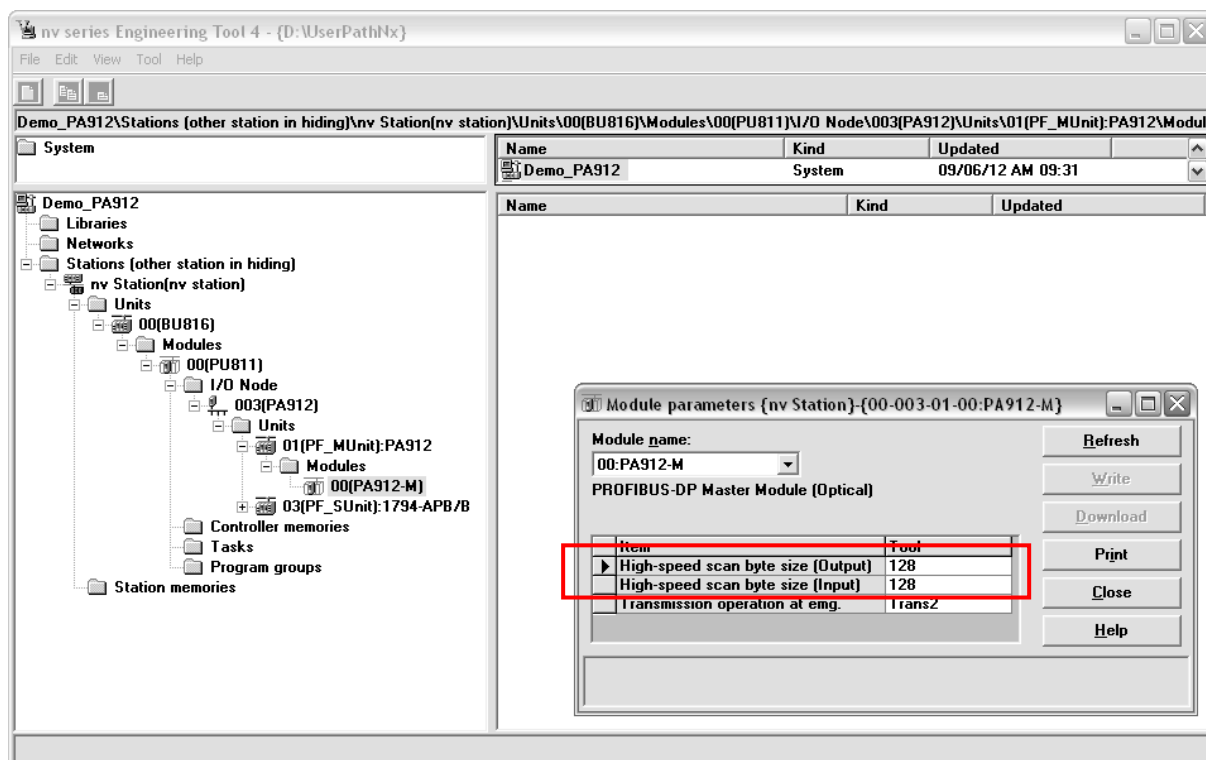 nv series Engineering Tool 4 - {D:\UserPathNx}
File Edit View Tool Help
Demo_PA912\Stations (other station in hiding)\nv Station(nv station)\Units\00(BU816)\Modules\00(PU811)\I/O Node\003(PA912)\Units\01(PF_MUnit):PA912\Modul
System
Name Kind Updated
Demo_PA912 System 09/06/12 AM 09:31
Name Kind Updated
Demo_PA912
Libraries
Networks
Stations (other station in hiding)
nv Station(nv station)
Units
00(BU816)
Modules
00(PU811)
I/O Node
003(PA912)
Units
01(PF_MUnit):PA912
Modules
00(PA912-M)
03(PF_SUnit):1794-APB/B
Controller memories
Tasks
Program groups
Station memories
Module parameters {nv Station}-{00-003-01-00:PA912-M}
Module name:
00:PA912-M
PROFIBUS-DP Master Module (Optical)
Refresh
Write
Download
Print
Close
Help
Item Tool
High-speed scan byte size (Output) 128
High-speed scan byte size (Input) 128
Transmission operation at emg. Trans2